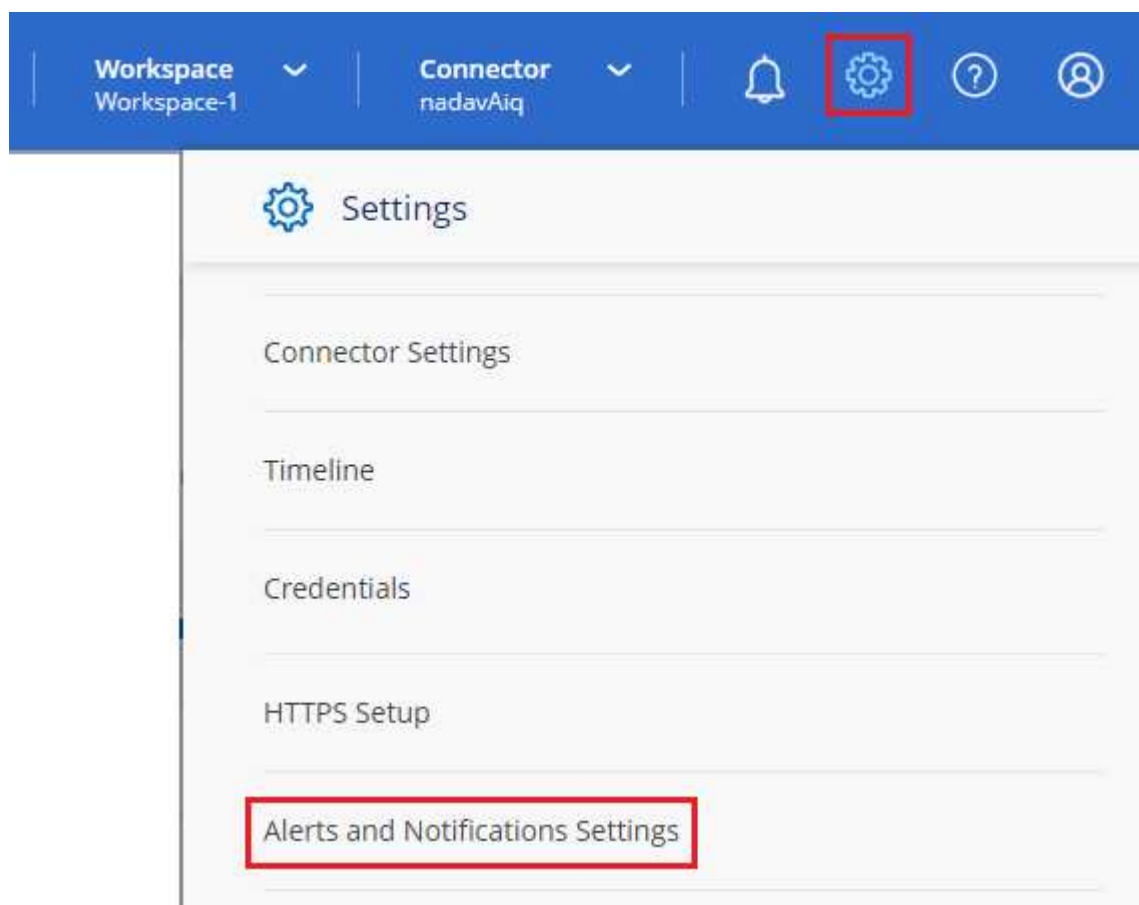 Workspace
Workspace-1
Connector
nadavAiq
Settings
Connector Settings
Timeline
Credentials
HTTPS Setup
Alerts and Notifications Settings